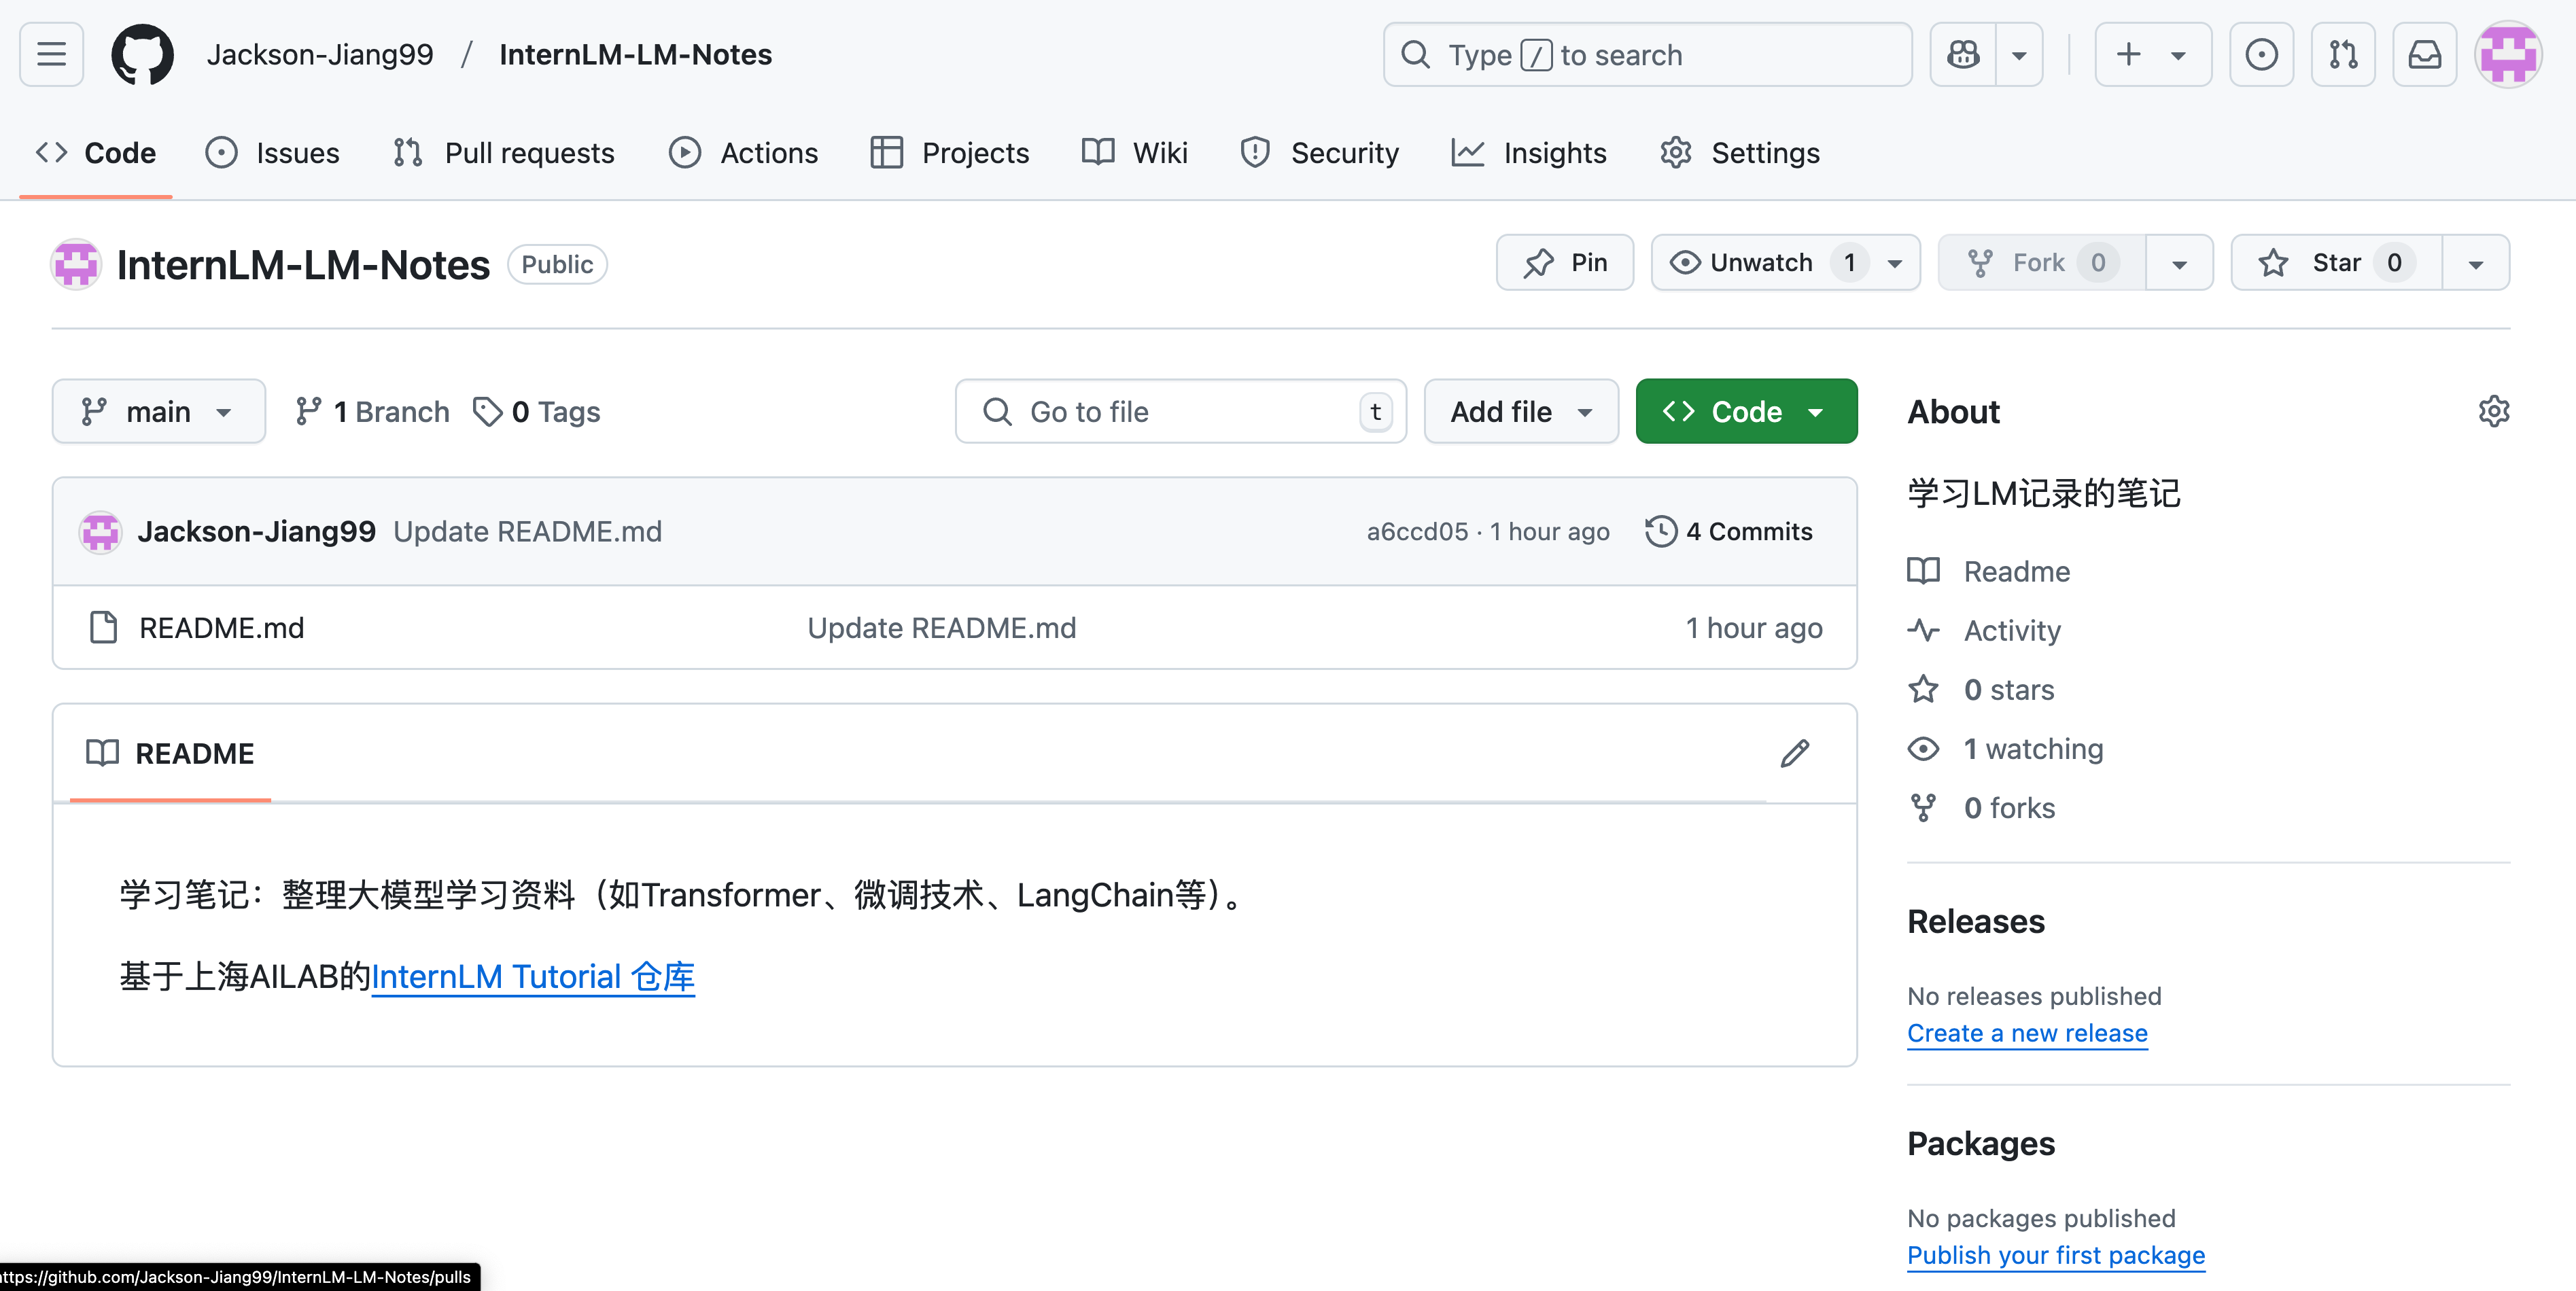 Jackson-Jiang99 / InternLM-LM-Notes
Type / to search
Code Issues Pull requests Actions Projects Wiki Security Insights Settings
InternLM-LM-Notes Public
Pin Unwatch 1 Fork 0 Star 0
main 1 Branch 0 Tags Go to file t Add file Code
Jackson-Jiang99 Update README.md a6ccd05 · 1 hour ago 4 Commits
README.md Update README.md 1 hour ago
README
学习笔记：整理大模型学习资料（如Transformer、微调技术、LangChain等）。
基于上海AILAB的InternLM Tutorial 仓库
About
学习LM记录的笔记
Readme
Activity
0 stars
1 watching
0 forks
Releases
No releases published
Create a new release
Packages
No packages published
Publish your first package
ttps://github.com/Jackson-Jiang99/InternLM-LM-Notes/pulls